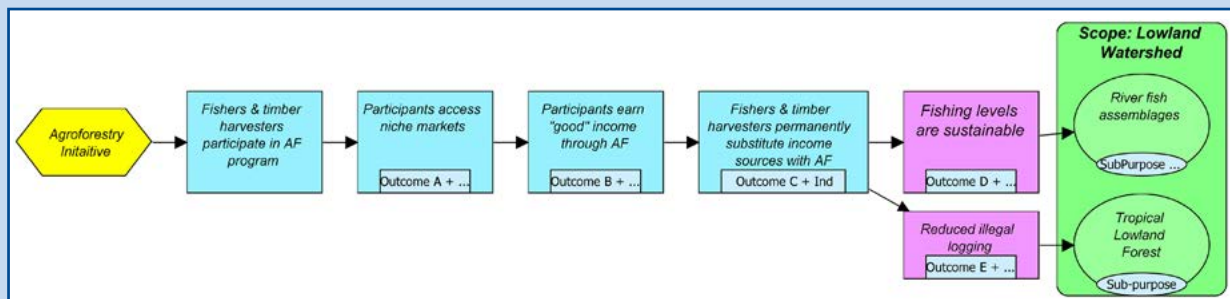 Agroforestry
Initaitive
Fishers & timber
harvesters
participate in AF
program
Participants access
niche markets
Outcome A + ...
Participants earn
"good" income
through AF
Outcome B + ...
Fishers & timber
harvesters permanently
substitute income
sources with AF
Outcome C + Ind
Fishing levels
are sustainable
Outcome D + ...
Reduced illegal
logging
Outcome E + ...
Scope: Lowland
Watershed
River fish
assemblages
SubPurpose ...
Tropical
Lowland
Forest
Sub-purpose